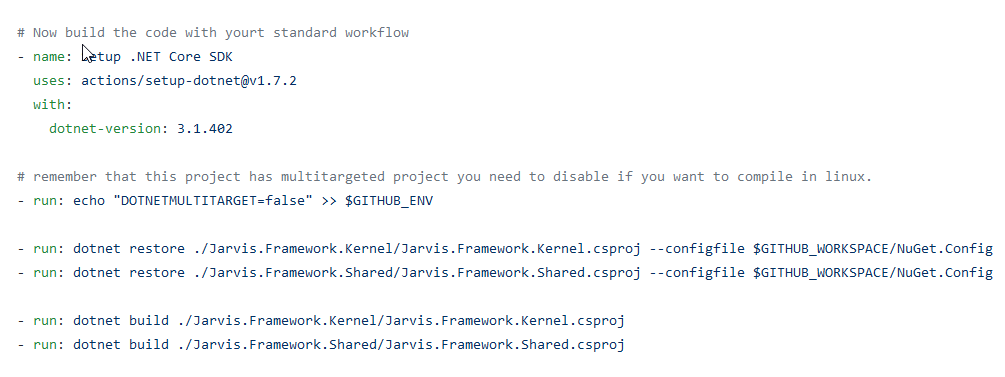 # Now build the code with yourt standard workflow
- name: Setup .NET Core SDK
  uses: actions/setup-dotnet@v1.7.2
  with:
    dotnet-version: 3.1.402

# remember that this project has multitargeted project you need to disable if you want to compile in linux.
- run: echo "DOTNETMULTITARGET=false" >> $GITHUB_ENV

- run: dotnet restore ./Jarvis.Framework.Kernel/Jarvis.Framework.Kernel.csproj --configfile $GITHUB_WORKSPACE/NuGet.Config
- run: dotnet restore ./Jarvis.Framework.Shared/Jarvis.Framework.Shared.csproj --configfile $GITHUB_WORKSPACE/NuGet.Config

- run: dotnet build ./Jarvis.Framework.Kernel/Jarvis.Framework.Kernel.csproj
- run: dotnet build ./Jarvis.Framework.Shared/Jarvis.Framework.Shared.csproj